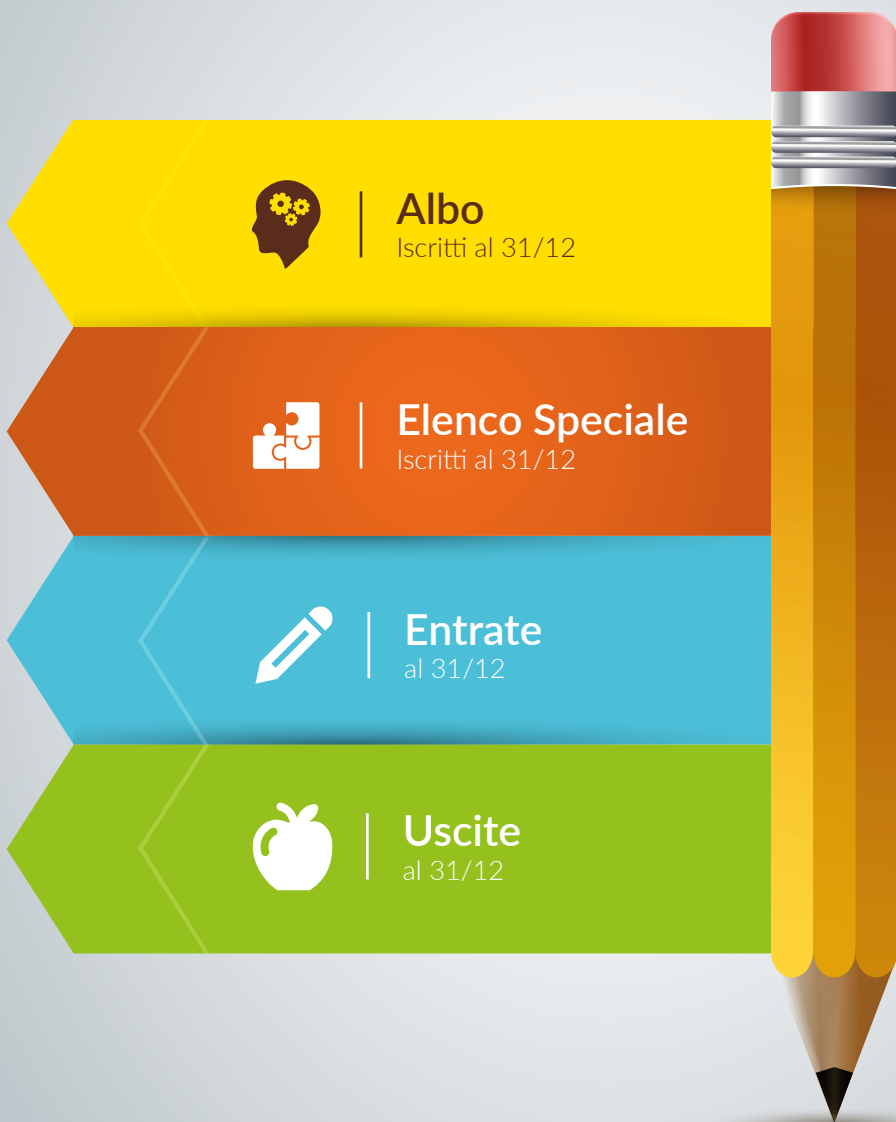 Albo
Iscritti al 31/12
Elenco Speciale
Iscritti al 31/12
Entrate
al 31/12
Uscite
al 31/12